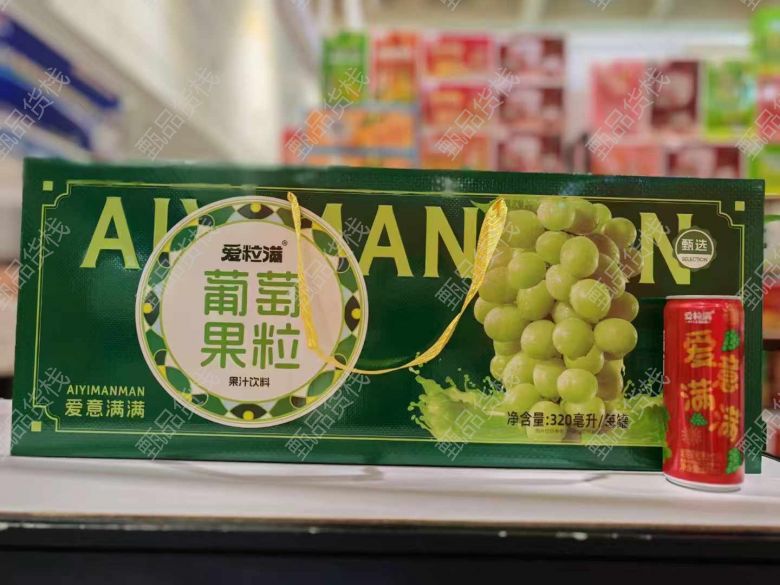 AIYIMANMAN
爱粒滋®
葡萄
果粒
果汁饮料
AIYIMANMAN
爱意满满
甄选
SELECTION
净含量:320毫升/罐
爱粒滋
爱意满满
甄品货栈